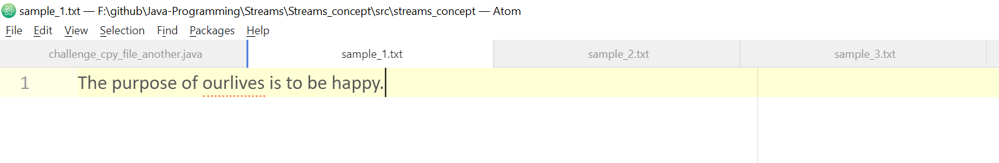 sample_1.txt — F:\github\Java-Programming\Streams\Streams_concept\src\streams_concept — Atom
File Edit View Selection Find Packages Help
challenge_cpy_file_another.java sample_1.txt sample_2.txt sample_3.txt
1 The purpose of ourlives is to be happy.